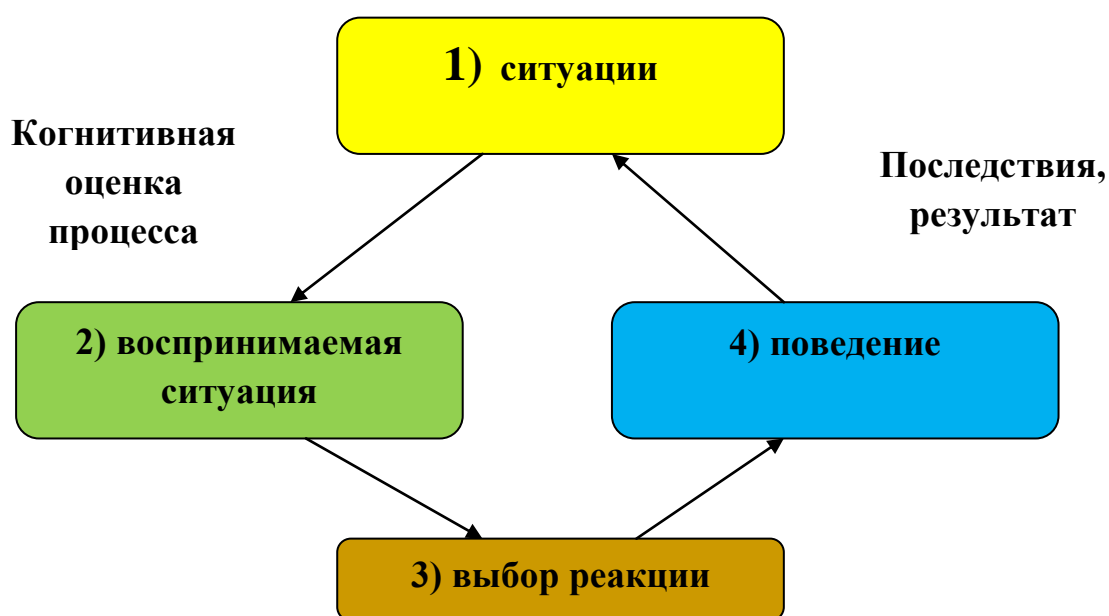 1) ситуации
Когнитивная
оценка
процесса
Последствия,
результат
2) воспринимаемая
ситуация
4) поведение
3) выбор реакции